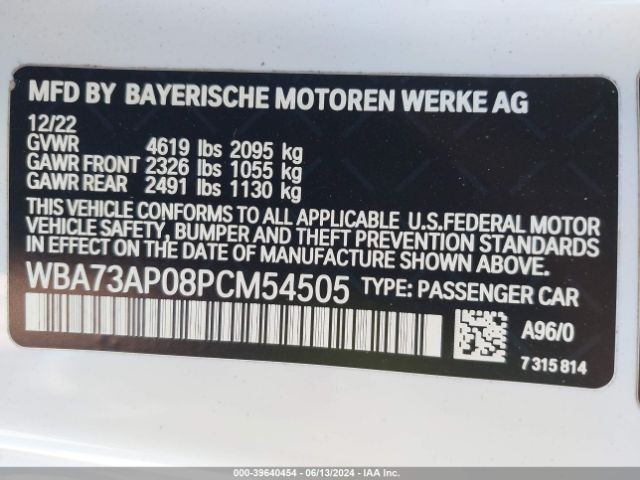 MFD BY BAYERISCHE MOTOREN WERKE AG
12/22
GVWR 4619 lbs 2095 kg
GAWR FRONT 2326 lbs 1055 kg
GAWR REAR 2491 lbs 1130 kg
THIS VEHICLE CONFORMS TO ALL APPLICABLE U.S.FEDERAL MOTOR
VEHICLE SAFETY, BUMPER AND THEFT PREVENTION STANDARDS
IN EFFECT ON THE DATE OF MANUFACTURE SHOWN ABOVE.
WBA73AP08PCM54505 TYPE: PASSENGER CAR
A96/0
7 315 814
000-39640454 - 06/13/2024 - IAAI.COM